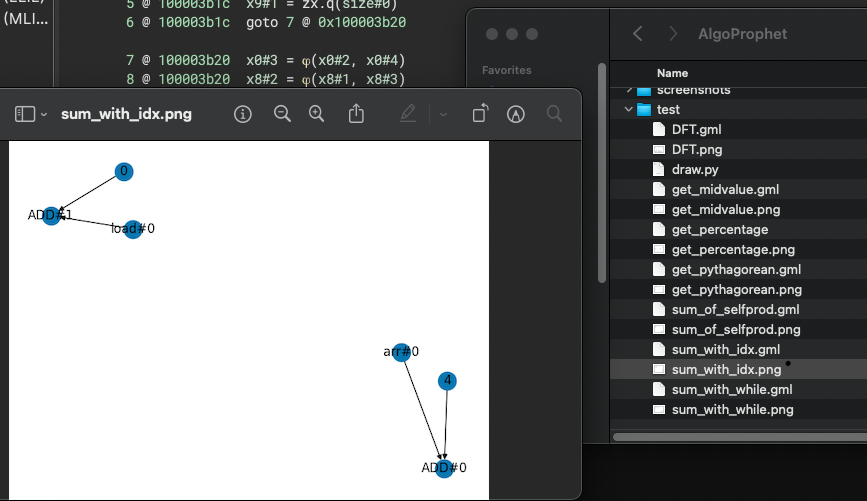 (MLI...
5 @ 100003b1c x9#1 = zx.q(size#0)
6 @ 100003b1c goto 7 @ 0x100003b20
7 @ 100003b20 x0#3 = φ(x0#2, x0#4)
8 @ 100003b20 x8#2 = φ(x8#1, x8#3)
sum_with_idx.png
0
ADD#1
load#0
arr#0
4
ADD#0
AlgoProphet
Favorites
Name
screenshots
test
DFT.gml
DFT.png
draw.py
get_midvalue.gml
get_midvalue.png
get_percentage
get_percentage.png
get_pythagorean.gml
get_pythagorean.png
sum_of_selfprod.gml
sum_of_selfprod.png
sum_with_idx.gml
sum_with_idx.png
sum_with_while.gml
sum_with_while.png